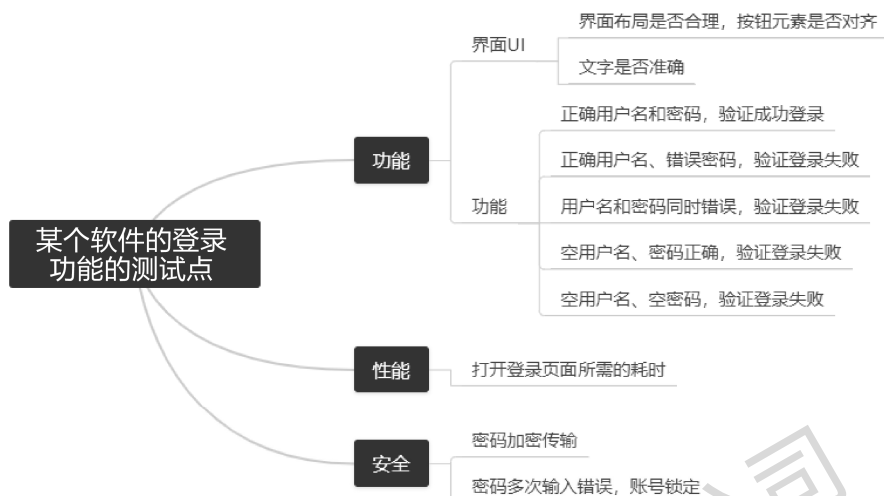 某个软件的登录
功能的测试点
功能
界面UI
界面布局是否合理，按钮元素是否对齐
文字是否准确
功能
正确用户名和密码，验证成功登录
正确用户名、错误密码，验证登录失败
用户名和密码同时错误，验证登录失败
空用户名、密码正确，验证登录失败
空用户名、空密码，验证登录失败
性能
打开登录页面所需的耗时
安全
密码加密传输
密码多次输入错误，账号锁定
公司